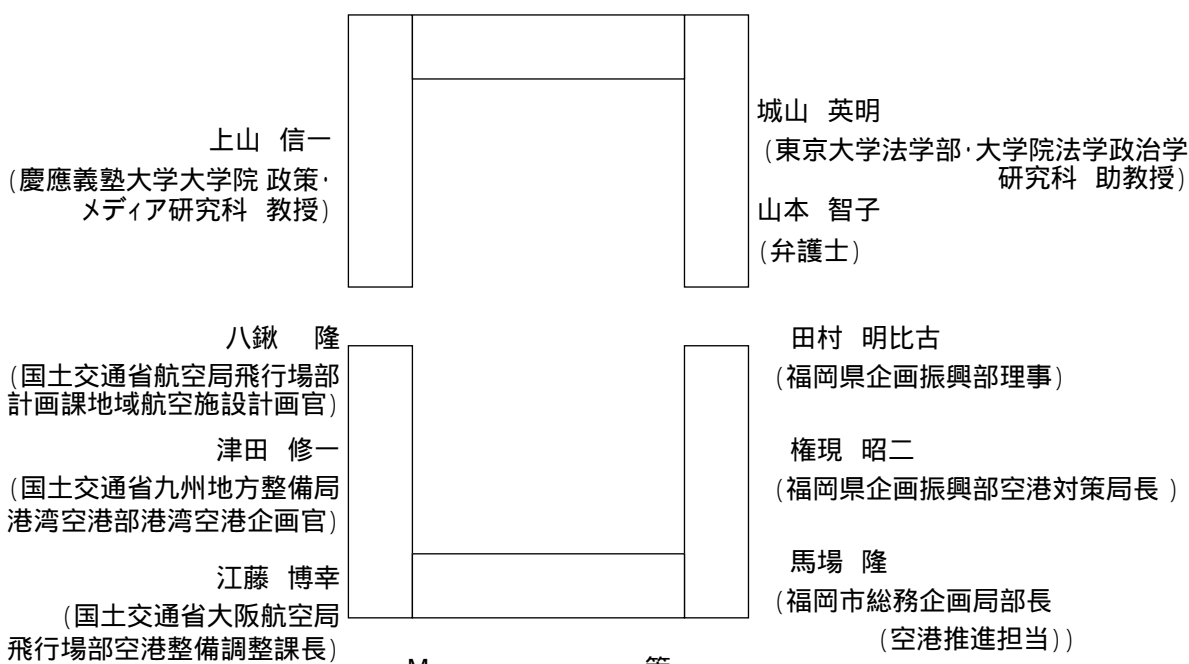 上山 信一
(慶應義塾大学大学院 政策・
メディア研究科 教授)
城山 英明
(東京大学法学部・大学院法学政治学
研究科 助教授)
山本 智子
(弁護士)
八鍬 隆
(国土交通省航空局飛行場部
計画課地域航空施設計画官)
津田 修一
(国土交通省九州地方整備局
港湾空港部港湾空港企画官)
江藤 博幸
(国土交通省大阪航空局
飛行場部空港整備調整課長)
田村 明比古
(福岡県企画振興部理事)
権現 昭二
(福岡県企画振興部空港対策局長 )
馬場 隆
(福岡市総務企画局部長
(空港推進担当))